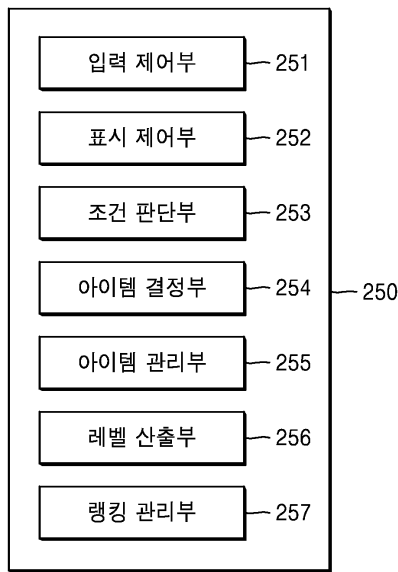 입력 제어부 251
표시 제어부 252
조건 판단부 253
아이템 결정부 254
250
아이템 관리부 255
레벨 산출부 256
랭킹 관리부 257